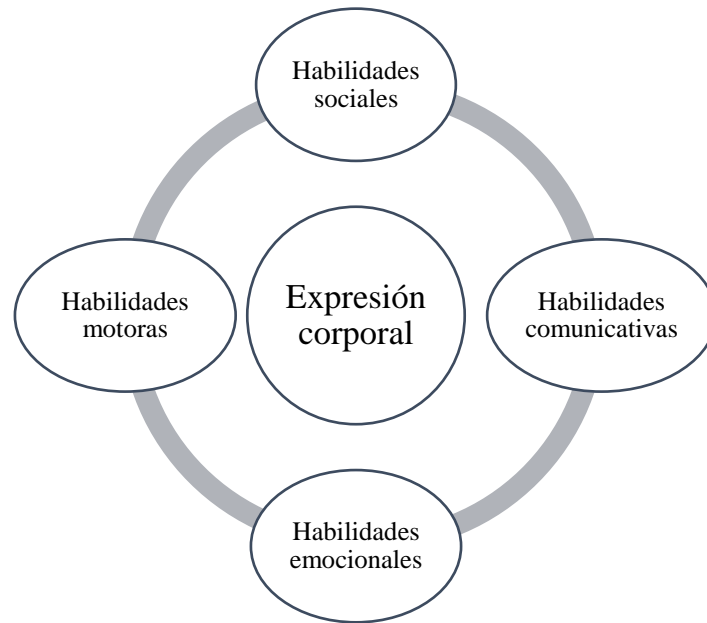 Habilidades
sociales
Habilidades
motoras
Expresión
corporal
Habilidades
comunicativas
Habilidades
emocionales